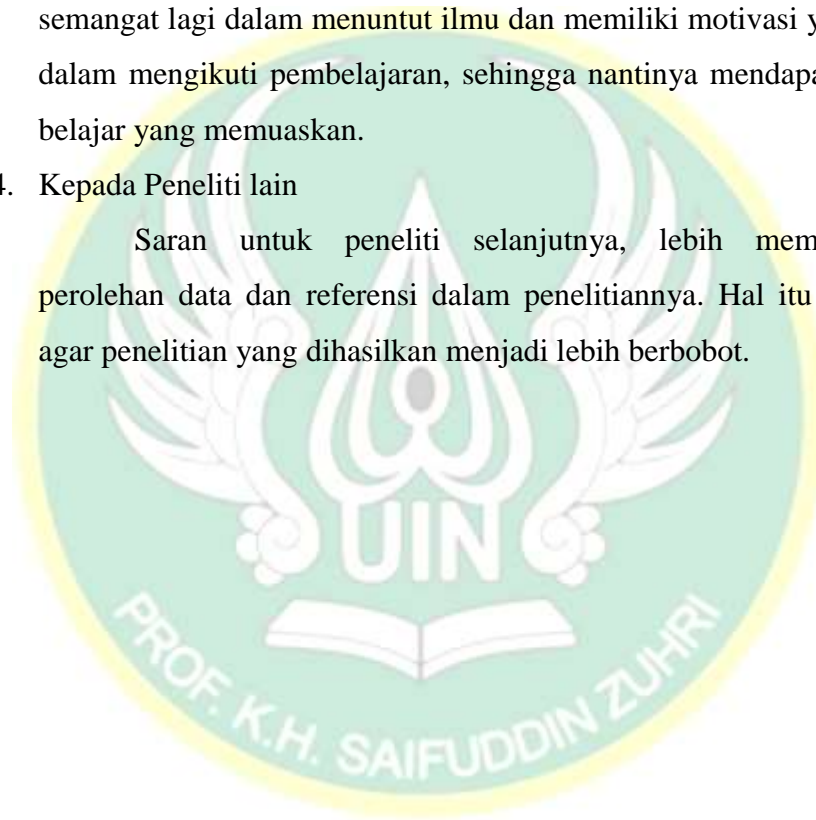 semangat lagi dalam menuntut ilmu dan memiliki motivasi
dalam mengikuti pembelajaran, sehingga nantinya
belajar yang memuaskan.
4. Kepada Peneliti lain
Saran untuk peneliti selanjutnya, lebih
perolehan data dan referensi dalam penelitiannya. Hal itu
agar penelitian yang dihasilkan menjadi lebih berbobot.
UIN
PROF. K.H. SAIFUDDIN ZUHRI